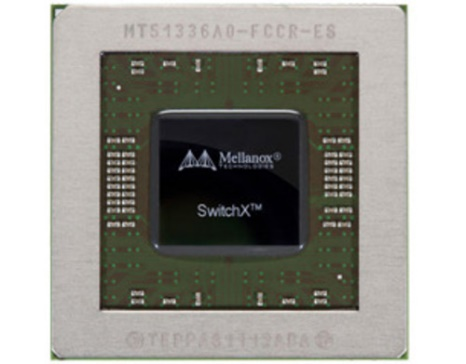 MT51336A0-FCCR-ES
Mellanox®
TECHNOLOGIES
SwitchX™